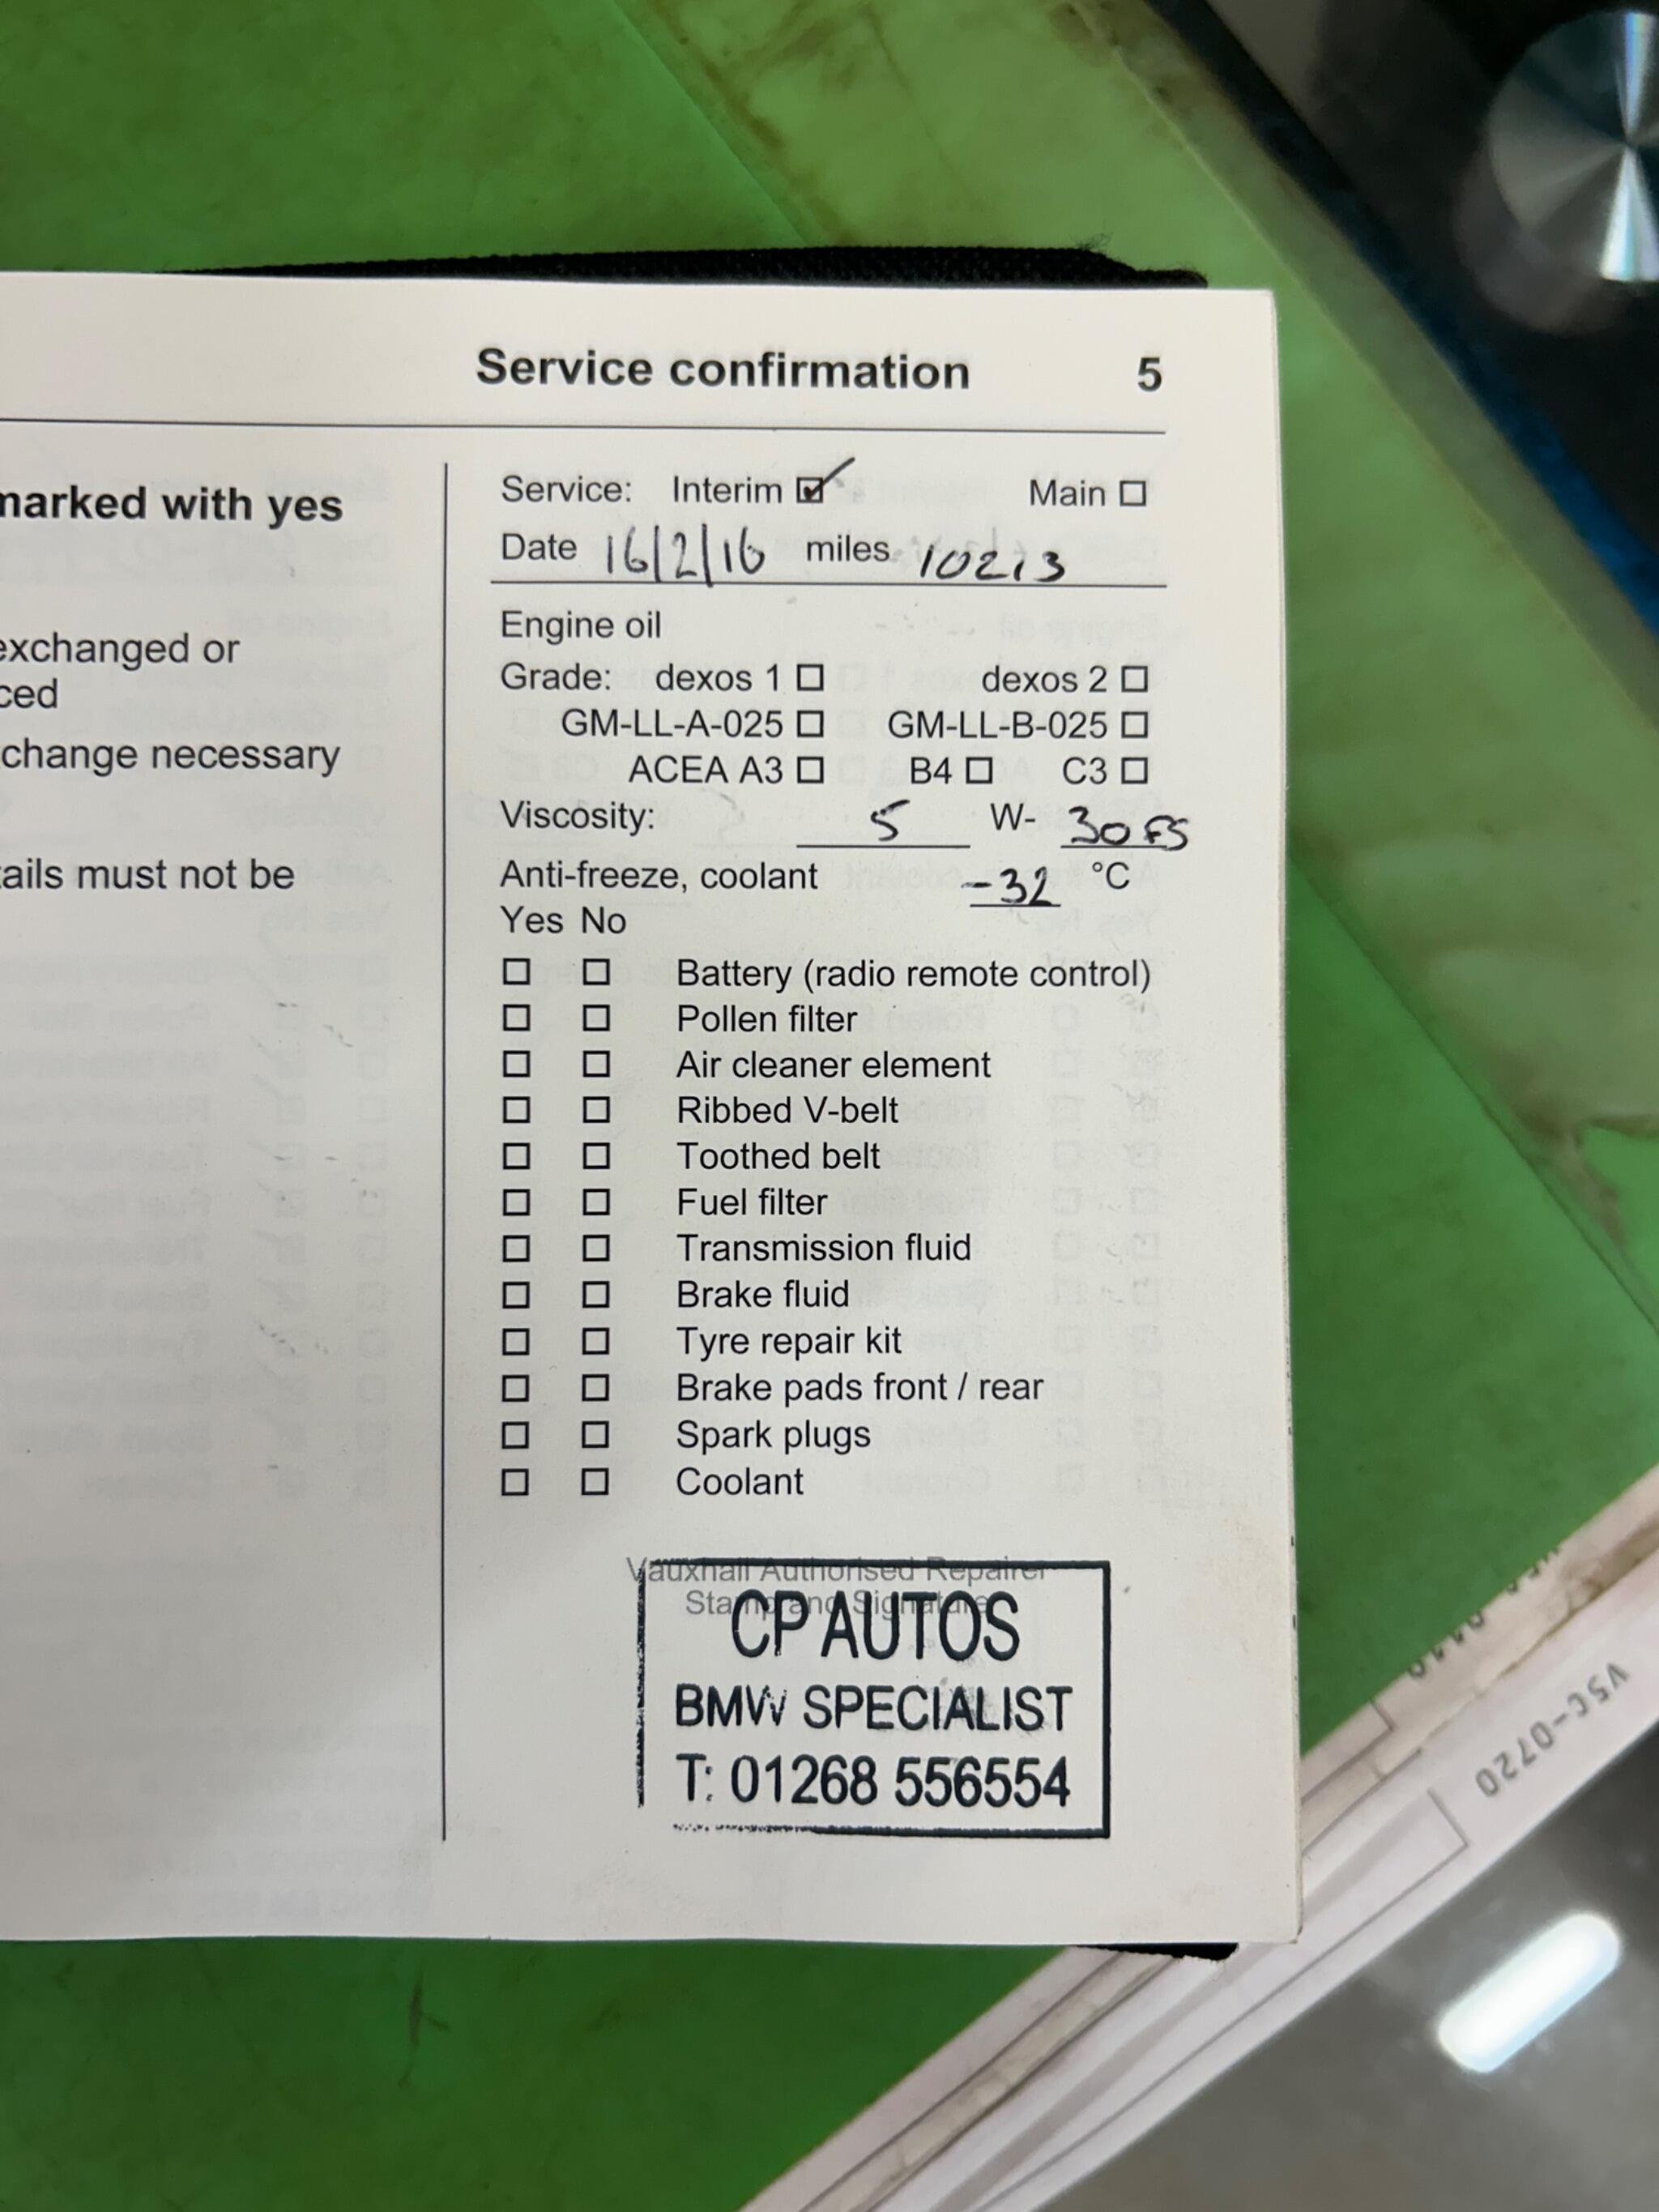 Service confirmation 5
marked with yes
exchanged or
ced
change necessary
ails must not be
Service: Interim ☑ Main ☐
Date 16/2/16 miles 10213
Engine oil
Grade: dexos 1 ☐ dexos 2 ☐
GM-LL-A-025 ☐ GM-LL-B-025 ☐
ACEA A3 ☐ B4 ☐ C3 ☐
Viscosity: 5 W- 30 FS
Anti-freeze, coolant -32 °C
Yes No
☐ ☐ Battery (radio remote control)
☐ ☐ Pollen filter
☐ ☐ Air cleaner element
☐ ☐ Ribbed V-belt
☐ ☐ Toothed belt
☐ ☐ Fuel filter
☐ ☐ Transmission fluid
☐ ☐ Brake fluid
☐ ☐ Tyre repair kit
☐ ☐ Brake pads front / rear
☐ ☐ Spark plugs
☐ ☐ Coolant
Vauxhall Authorised Repairer
Stamp and Signature
CP AUTOS
BMW SPECIALIST
T: 01268 556554
V5C-0720